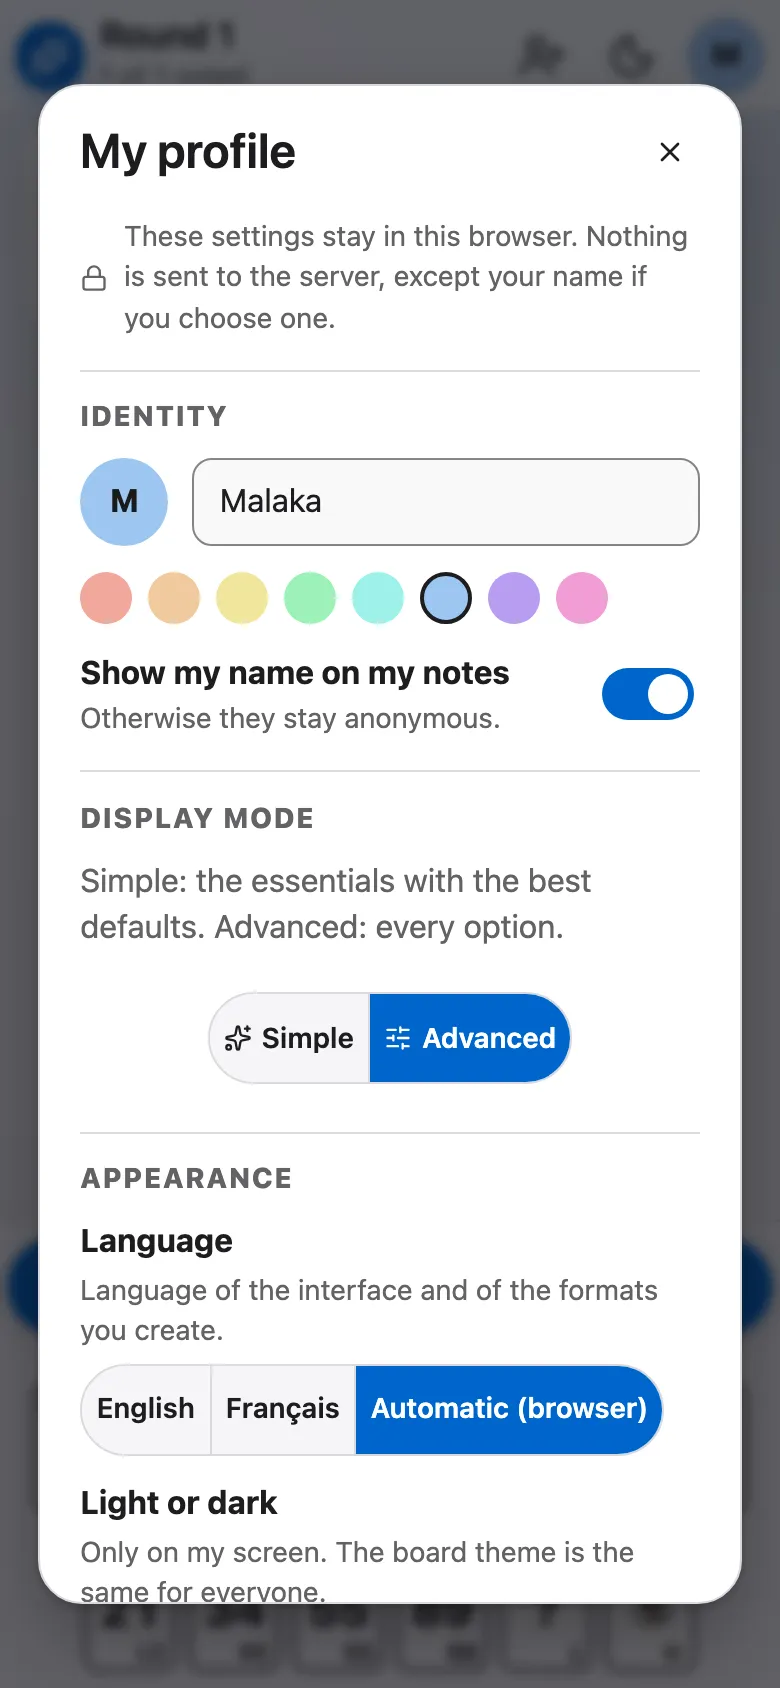 Round 1
My profile
These settings stay in this browser. Nothing
is sent to the server, except your name if
you choose one.
IDENTITY
M
Malaka
Show my name on my notes
Otherwise they stay anonymous.
DISPLAY MODE
Simple: the essentials with the best
defaults. Advanced: every option.
Simple
Advanced
APPEARANCE
Language
Language of the interface and of the formats
you create.
English
Français
Automatic (browser)
Light or dark
Only on my screen. The board theme is the
same for everyone.